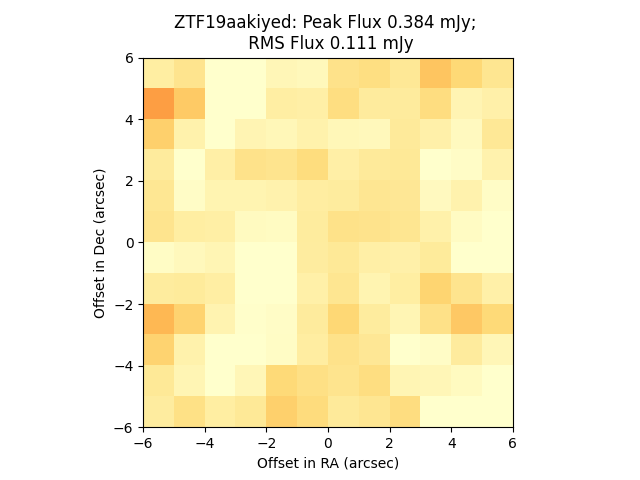 ZTF19aakiyed: Peak Flux 0.384 mJy;
RMS Flux 0.111 mJy
6
4
2
0
−2
−4
−6
Offset in Dec (arcsec)
−6 −4 −2 0 2 4 6
Offset in RA (arcsec)